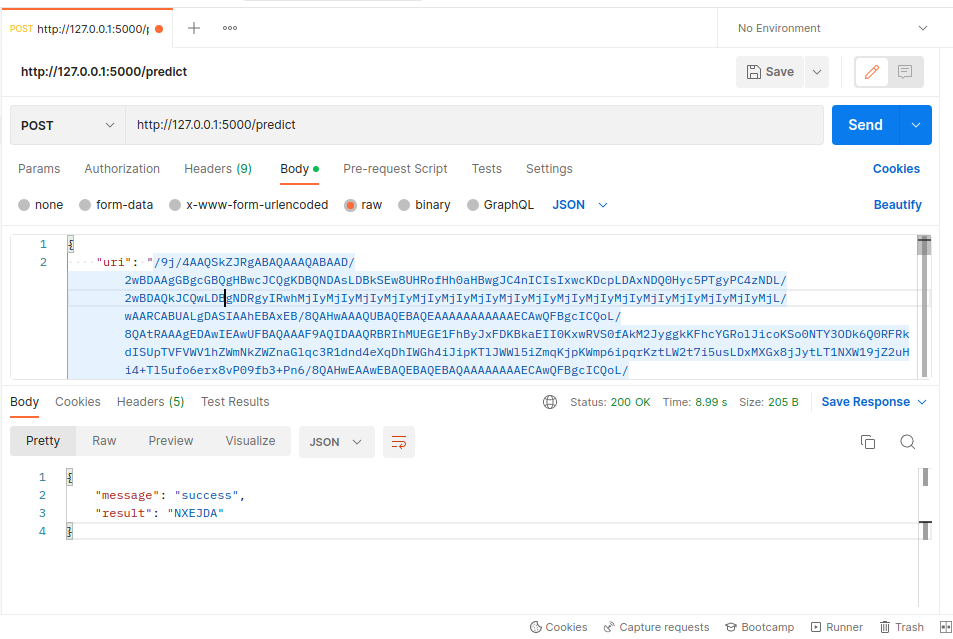 POST http://127.0.0.1:5000/p
No Environment
http://127.0.0.1:5000/predict
Save
POST http://127.0.0.1:5000/predict Send
Params Authorization Headers (9) Body Pre-request Script Tests Settings Cookies
none form-data x-www-form-urlencoded raw binary GraphQL JSON Beautify
1 {
2 "uri": "/9j/4AAQSkZJRgABAQAAAQABAAD/
2wBDAAgGBgcGBQgHBwcJCQgKDBQNDAsLDBkSEw8UHRofHh0aHBwgJC4nICIsIxwcKDcpLDAxNDQ0Hyc5PTgyPC4zNDL/
2wBDAQkJCQwLDBgNDRgyIRwhMjIyMjIyMjIyMjIyMjIyMjIyMjIyMjIyMjIyMjIyMjIyMjIyMjIyMjIyMjIyMjIyMjL/
wAARCABUALgDASIAAhEBAxEB/8QAHwAAAQUBAQEBAQEAAAAAAAAAAAECAwQFBgcICQoL/
8QAtRAAAgEDAwIEAwUFBAQAAAF9AQIDAAQRBRIhMUEGE1FhByJxFDKBkaEII0KxwRVS0fAkM2JyggkKFhcYGRolJicoKSo0NTY3ODk6Q0RFRk
dISUpTVFVWV1hZWmNkZWZnaGlqc3R1dnd4eXqDhIWGh4iJipKTlJWWl5iZmqKjpKWmp6ipqrKztLW2t7i5usLDxMXGx8jJytLT1NXW19jZ2uH
i4+Tl5ufo6erx8vP09fb3+Pn6/8QAHwEAAwEBAQEBAQEBAQAAAAAAAAECAwQFBgcICQoL/
Body Cookies Headers (5) Test Results Status: 200 OK Time: 8.99 s Size: 205 B Save Response
Pretty Raw Preview Visualize JSON
1 {
2 "message": "success",
3 "result": "NXEJDA"
4 }
Cookies Capture requests Bootcamp Runner Trash